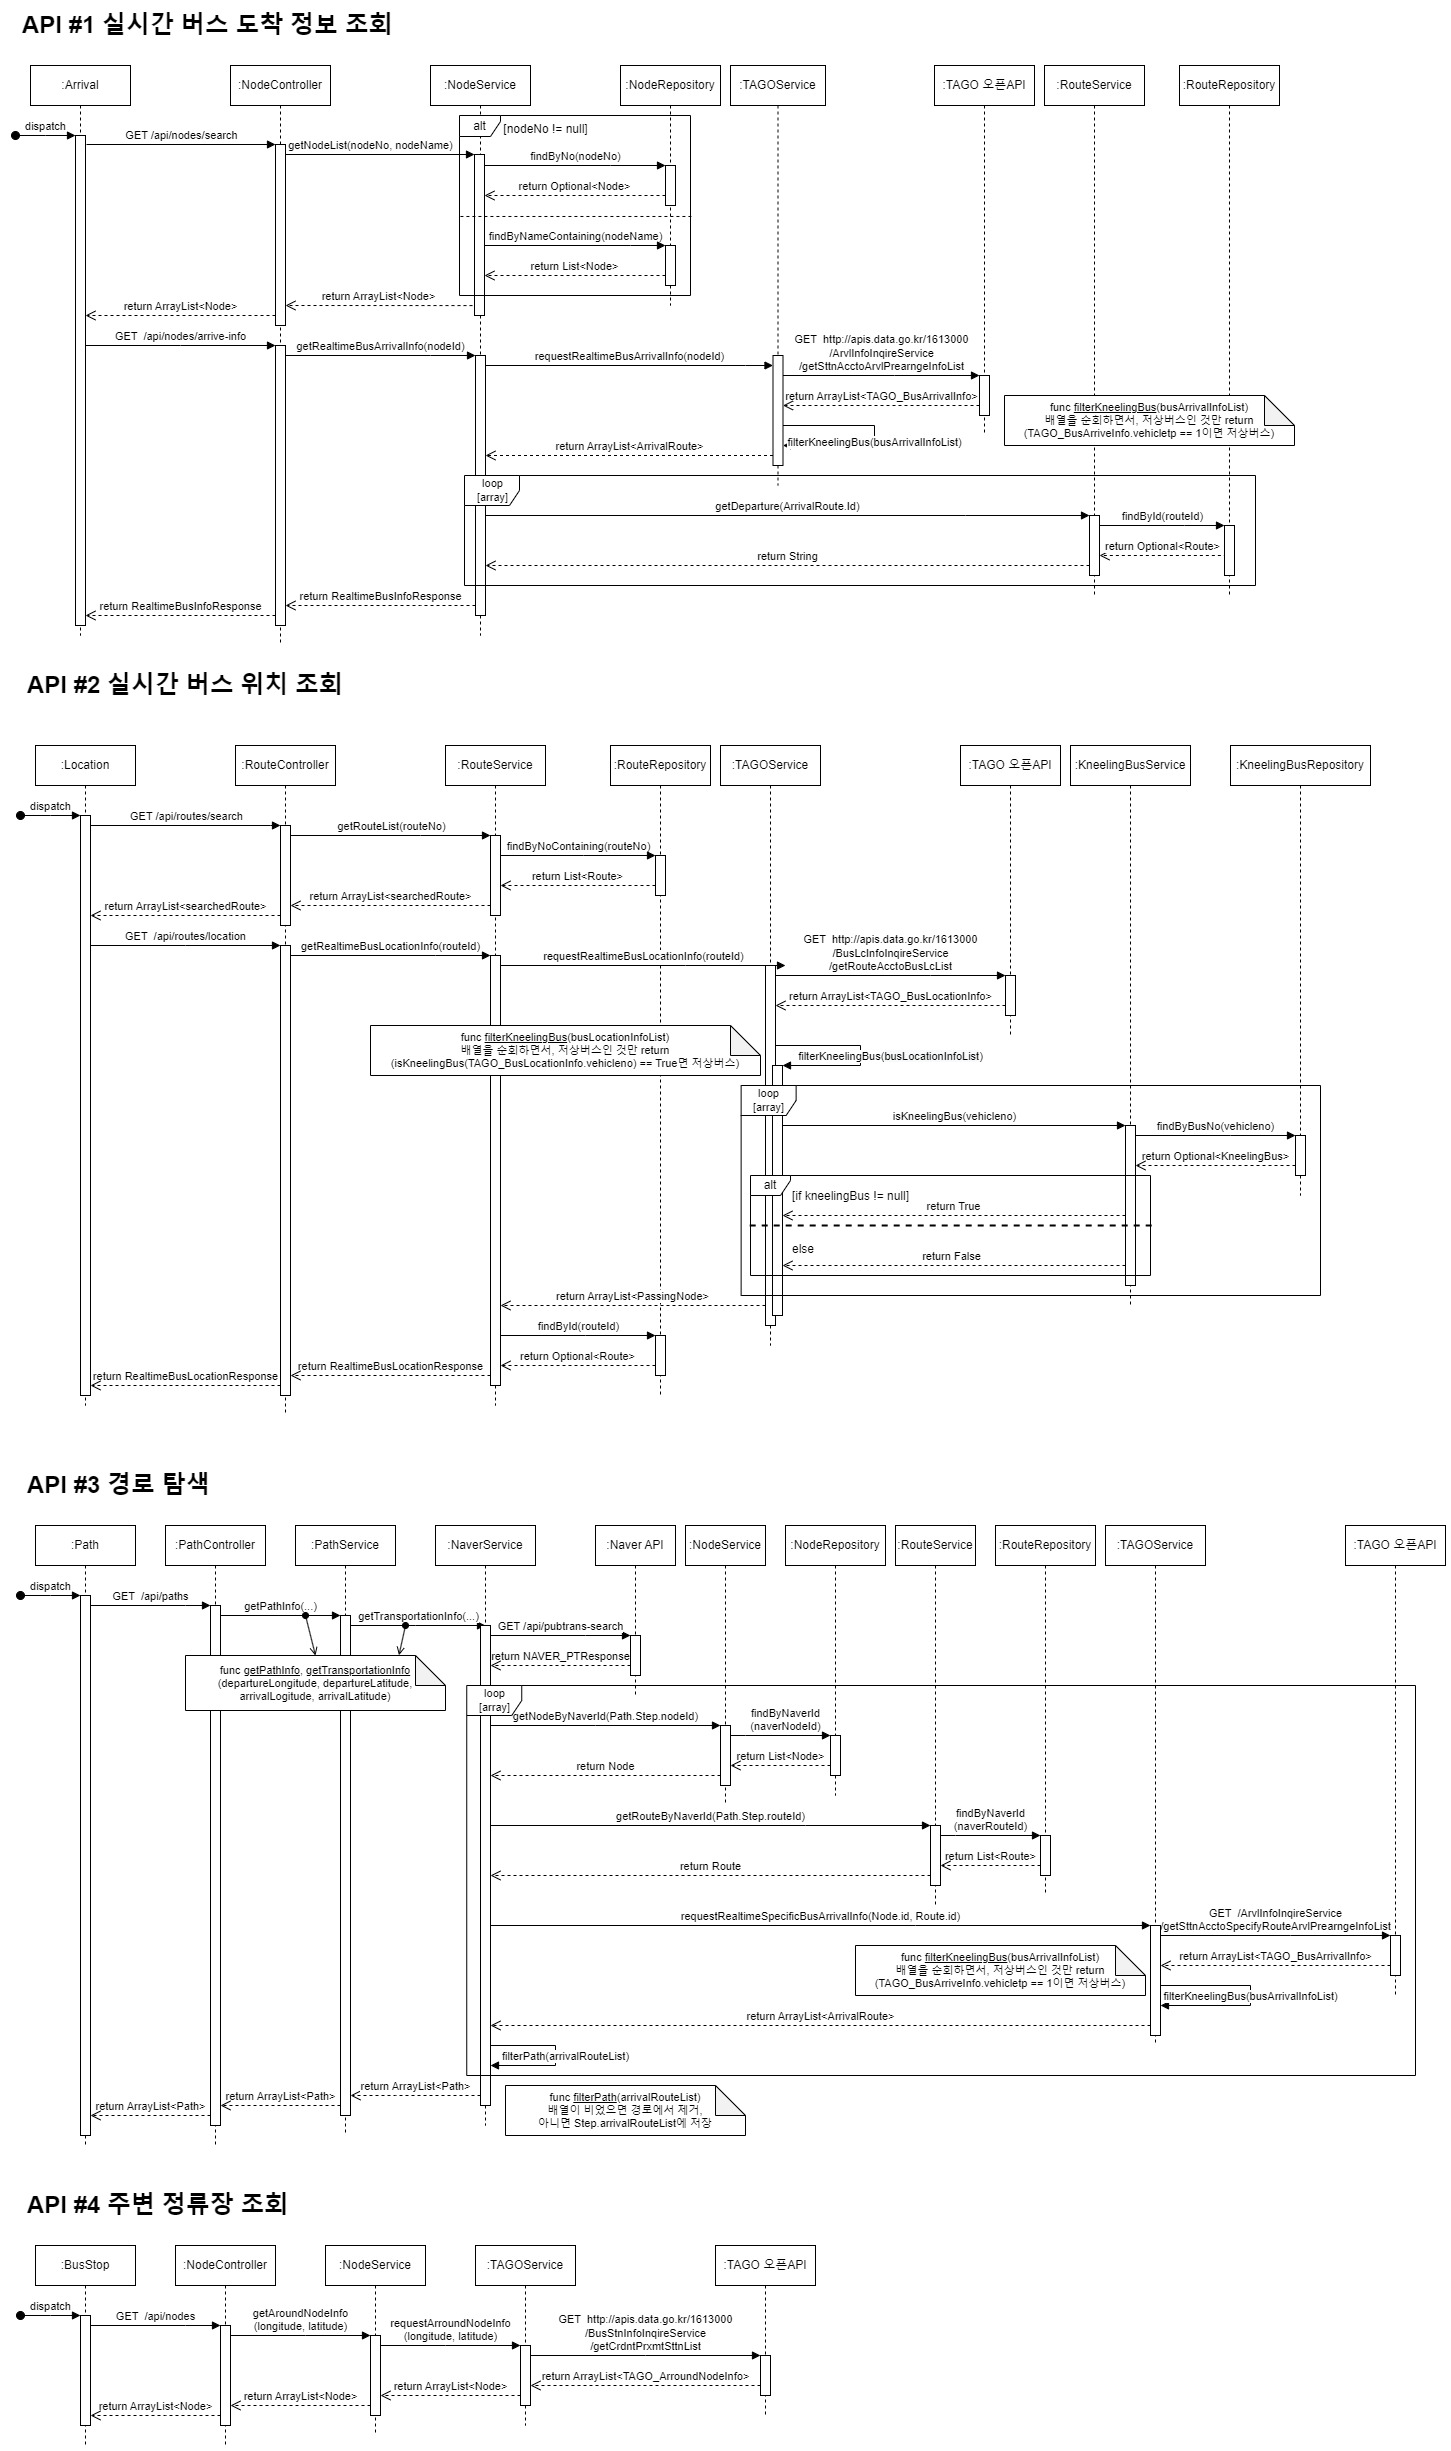 API #1 실시간 버스 도착 정보 조회
:Arrival
:NodeController
:NodeService
:NodeRepository
:TAGOService
:TAGO 오픈API
:RouteService
:RouteRepository
dispatch
GET /api/nodes/search
getNodeList(nodeNo, nodeName)
alt
[nodeNo != null]
findByNo(nodeNo)
return Optional<Node>
findByNameContaining(nodeName)
return List<Node>
return ArrayList<Node>
return ArrayList<Node>
GET  /api/nodes/arrive-info
getRealtimeBusArrivalInfo(nodeId)
requestRealtimeBusArrivalInfo(nodeId)
GET  http://apis.data.go.kr/1613000
/ArvlInfoInqireService
/getSttnAcctoArvlPrearngeInfoList
return ArrayList<TAGO_BusArrivalInfo>
filterKneelingBus(busArrivalInfoList)
func filterKneelingBus(busArrivalInfoList)
배열을 순회하면서, 저상버스인 것만 return
(TAGO_BusArriveInfo.vehicletp == 1이면 저상버스)
return ArrayList<ArrivalRoute>
loop
[array]
getDeparture(ArrivalRoute.Id)
findById(routeId)
return Optional<Route>
return String
return RealtimeBusInfoResponse
return RealtimeBusInfoResponse
API #2 실시간 버스 위치 조회
:Location
:RouteController
:RouteService
:RouteRepository
:TAGOService
:TAGO 오픈API
:KneelingBusService
:KneelingBusRepository
dispatch
GET /api/routes/search
getRouteList(routeNo)
findByNoContaining(routeNo)
return List<Route>
return ArrayList<searchedRoute>
return ArrayList<searchedRoute>
GET  /api/routes/location
getRealtimeBusLocationInfo(routeId)
requestRealtimeBusLocationInfo(routeId)
GET  http://apis.data.go.kr/1613000
/BusLcInfoInqireService
/getRouteAcctoBusLcList
return ArrayList<TAGO_BusLocationInfo>
func filterKneelingBus(busLocationInfoList)
배열을 순회하면서, 저상버스인 것만 return
(isKneelingBus(TAGO_BusLocationInfo.vehicleno) == True면 저상버스)
filterKneelingBus(busLocationInfoList)
loop
[array]
isKneelingBus(vehicleno)
findByBusNo(vehicleno)
return Optional<KneelingBus>
alt
[if kneelingBus != null]
return True
else
return False
return ArrayList<PassingNode>
findById(routeId)
return Optional<Route>
return RealtimeBusLocationResponse
return RealtimeBusLocationResponse
API #3 경로 탐색
:Path
:PathController
:PathService
:NaverService
:Naver API
:NodeService
:NodeRepository
:RouteService
:RouteRepository
:TAGOService
:TAGO 오픈API
dispatch
GET  /api/paths
getPathInfo(...)
getTransportationInfo(...)
GET /api/pubtrans-search
return NAVER_PTResponse
func getPathInfo, getTransportationInfo
(departureLongitude, departureLatitude,
arrivalLogitude, arrivalLatitude)
loop
[array]
getNodeByNaverId(Path.Step.nodeId)
findByNaverId
(naverNodeId)
return List<Node>
return Node
getRouteByNaverId(Path.Step.routeId)
findByNaverId
(naverRouteId)
return List<Route>
return Route
requestRealtimeSpecificBusArrivalInfo(Node.id, Route.id)
GET  /ArvlInfoInqireService
/getSttnAcctoSpecifyRouteArvlPrearngeInfoList
return ArrayList<TAGO_BusArrivalInfo>
func filterKneelingBus(busArrivalInfoList)
배열을 순회하면서, 저상버스인 것만 return
(TAGO_BusArriveInfo.vehicletp == 1이면 저상버스)
filterKneelingBus(busArrivalInfoList)
return ArrayList<ArrivalRoute>
filterPath(arrivalRouteList)
return ArrayList<Path>
return ArrayList<Path>
return ArrayList<Path>
func filterPath(arrivalRouteList)
배열이 비었으면 경로에서 제거,
아니면 Step.arrivalRouteList에 저장
API #4 주변 정류장 조회
:BusStop
:NodeController
:NodeService
:TAGOService
:TAGO 오픈API
dispatch
GET  /api/nodes
getAroundNodeInfo
(longitude, latitude)
requestArroundNodeInfo
(longitude, latitude)
GET  http://apis.data.go.kr/1613000
/BusStnInfoInqireService
/getCrdntPrxmtSttnList
return ArrayList<TAGO_ArroundNodeInfo>
return ArrayList<Node>
return ArrayList<Node>
return ArrayList<Node>